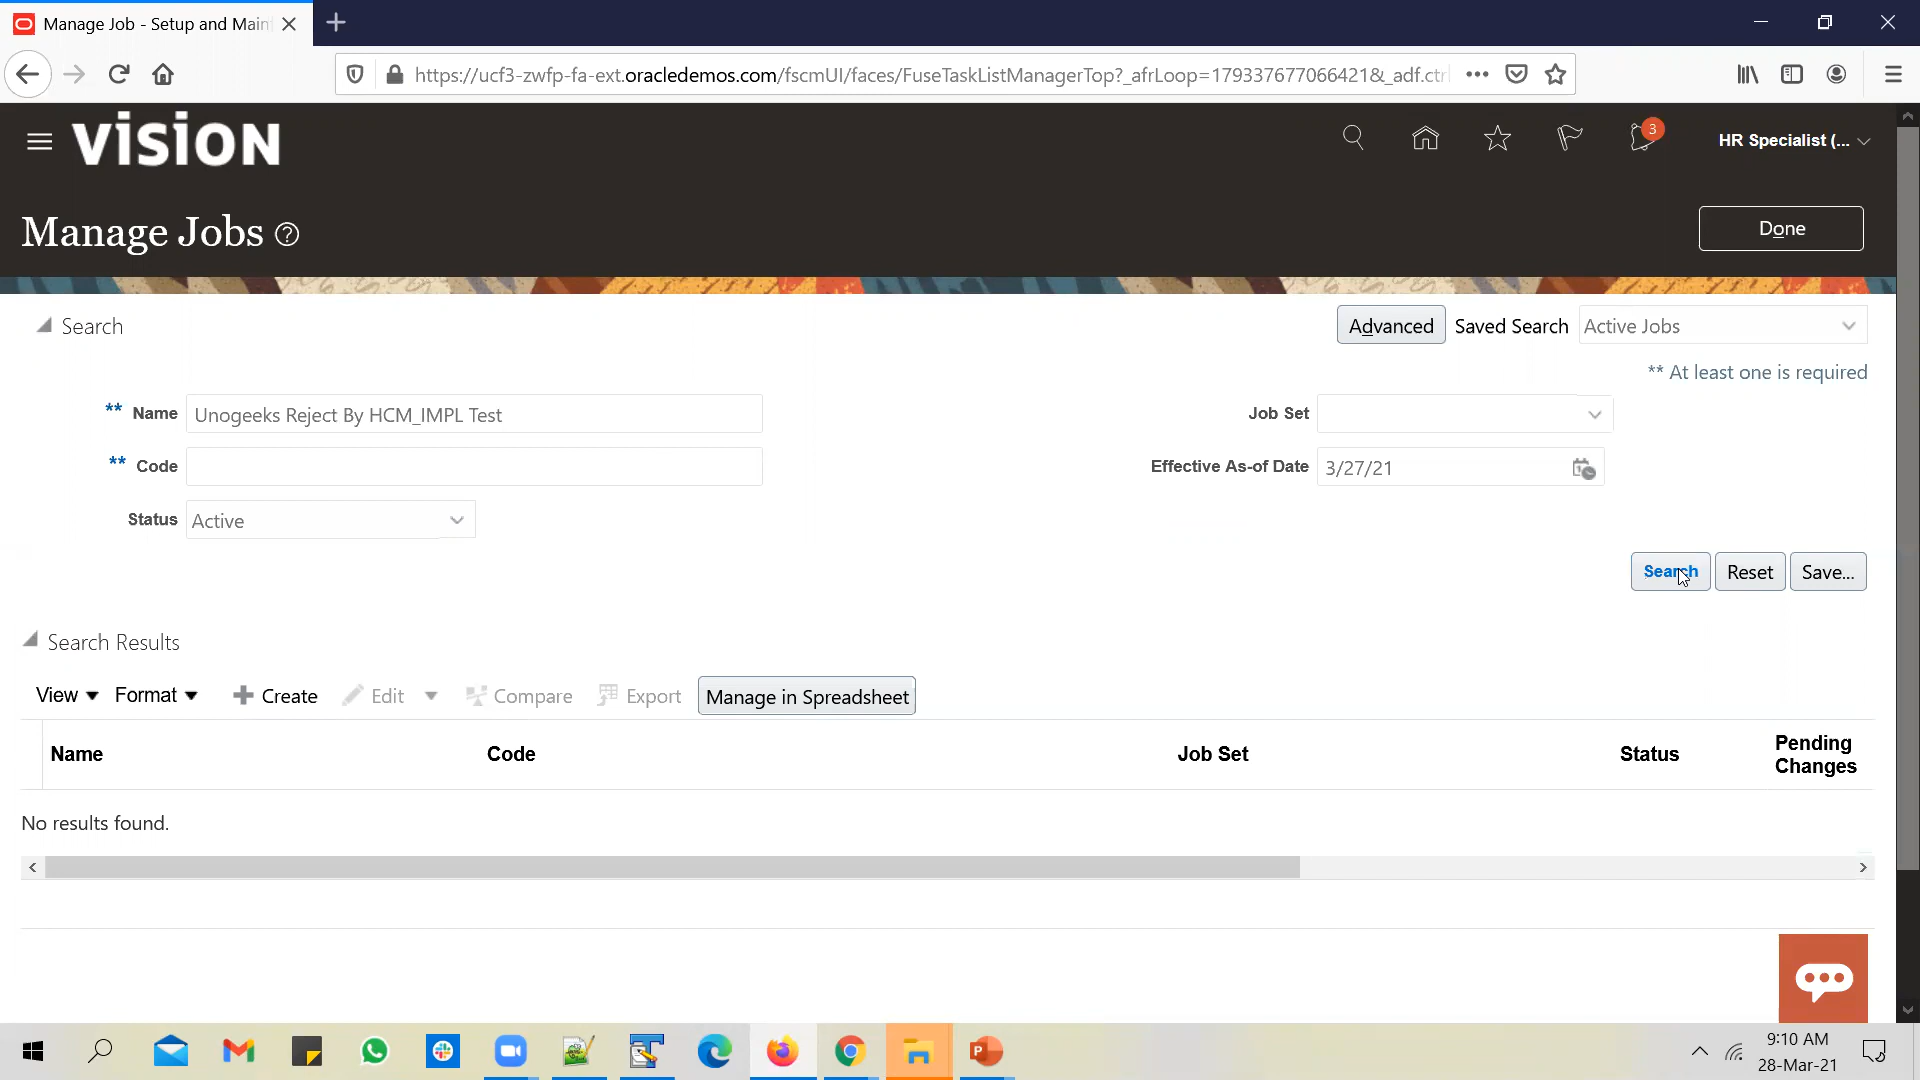 Manage Job - Setup and Main
https://ucf3-zwfp-fa-ext.oracledemos.com/fscmUI/faces/FuseTaskListManagerTop?_afrLoop=17933767706642​1&_adf.ctrl
vision
3
HR Specialist (...
Manage Jobs
Done
Search
Advanced Saved Search Active Jobs
** At least one is required
** Name Unogeeks Reject By HCM_IMPL Test
Job Set
** Code
Effective As-of Date 3/27/21
Status Active
Search Reset Save...
Search Results
View Format Create Edit Compare Export Manage in Spreadsheet
Name Code Job Set Status Pending Changes
No results found.
9:10 AM
28-Mar-21